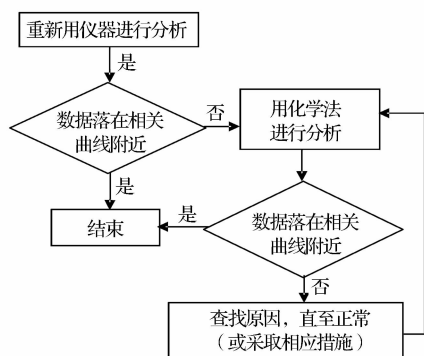 重新用仪器进行分析
是
数据落在相关
曲线附近
否
用化学法
进行分析
是
结束
是
数据落在相关
曲线附近
否
查找原因，直至正常
（或采取相应措施）